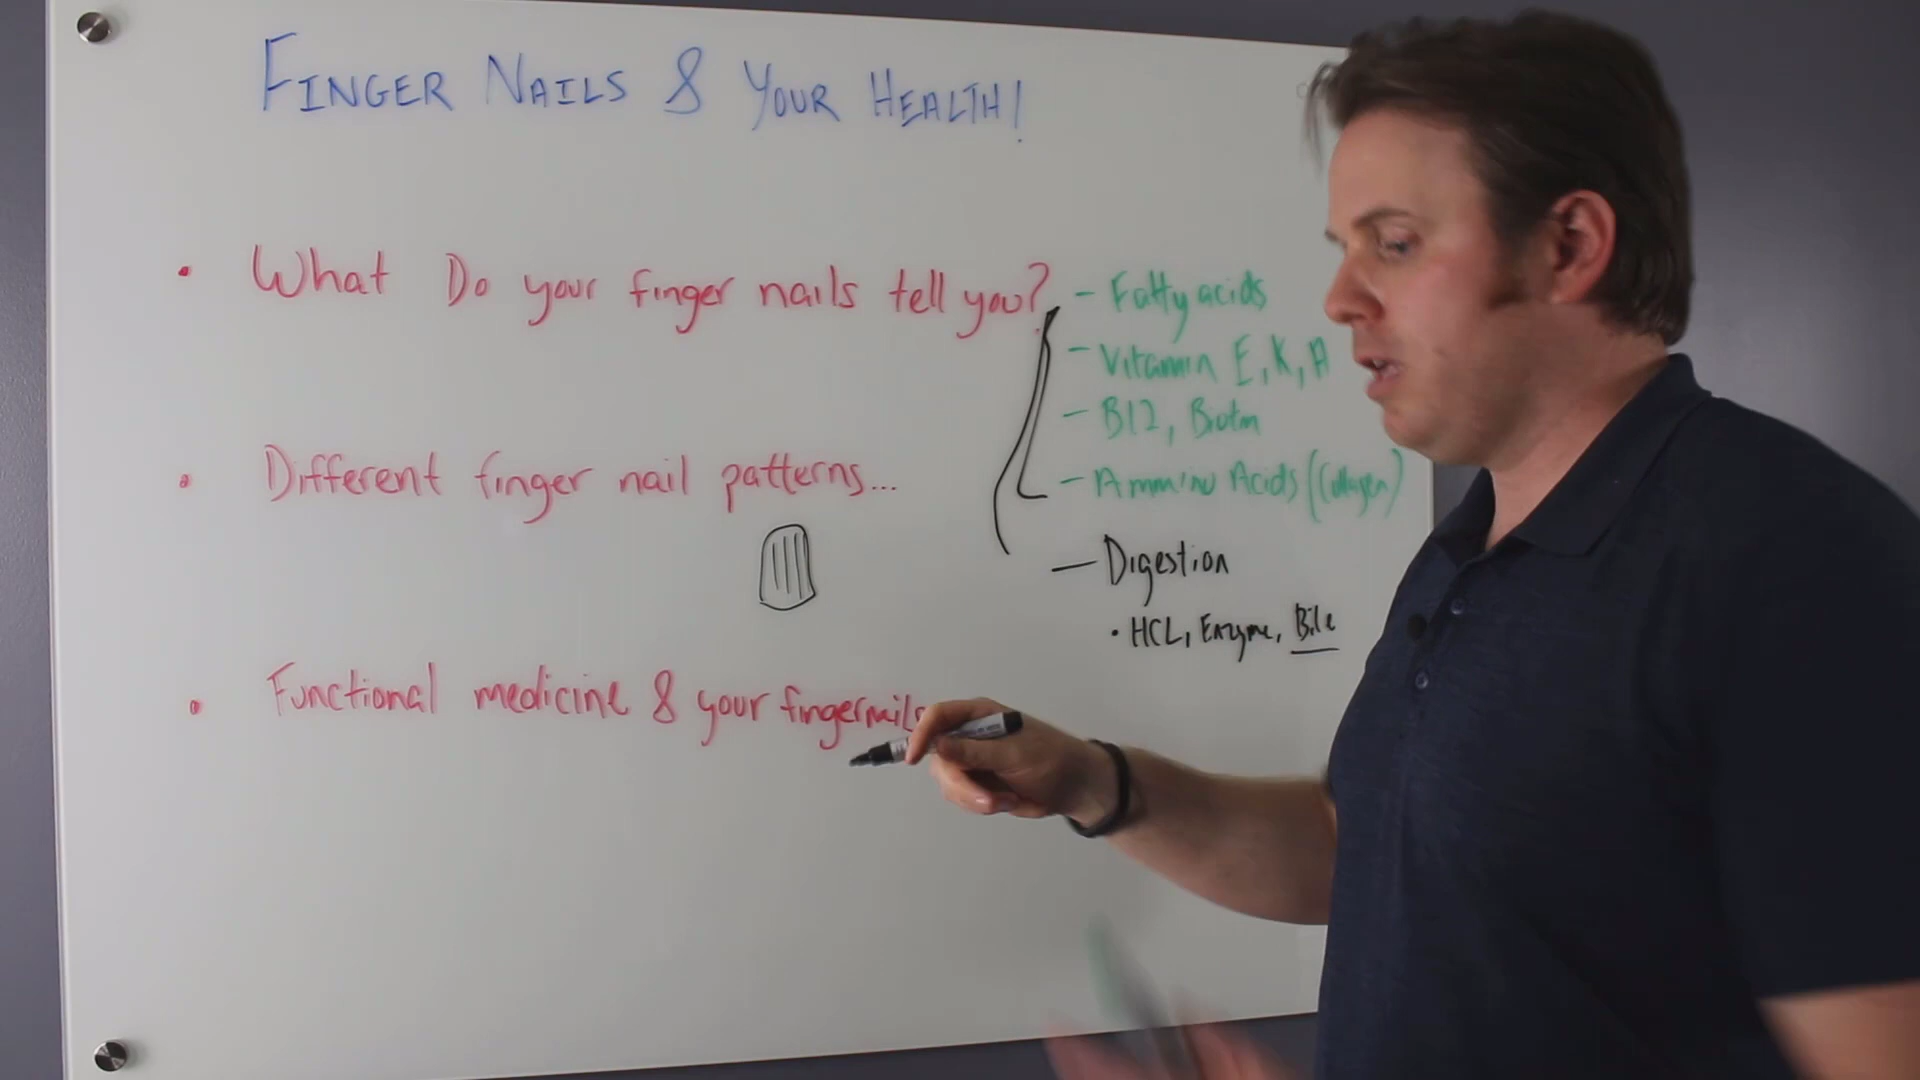 FINGER NAILS & YOUR HEALTH!
• What Do your finger nails tell you?
- Fatty acids
- Vitamin E, K, A
- B12, Biotin
- Ammino Acids (Collagen)
• Different finger nail patterns...
— Digestion
• HCL, Enzyme, Bile
• Functional medicine & your fingernails